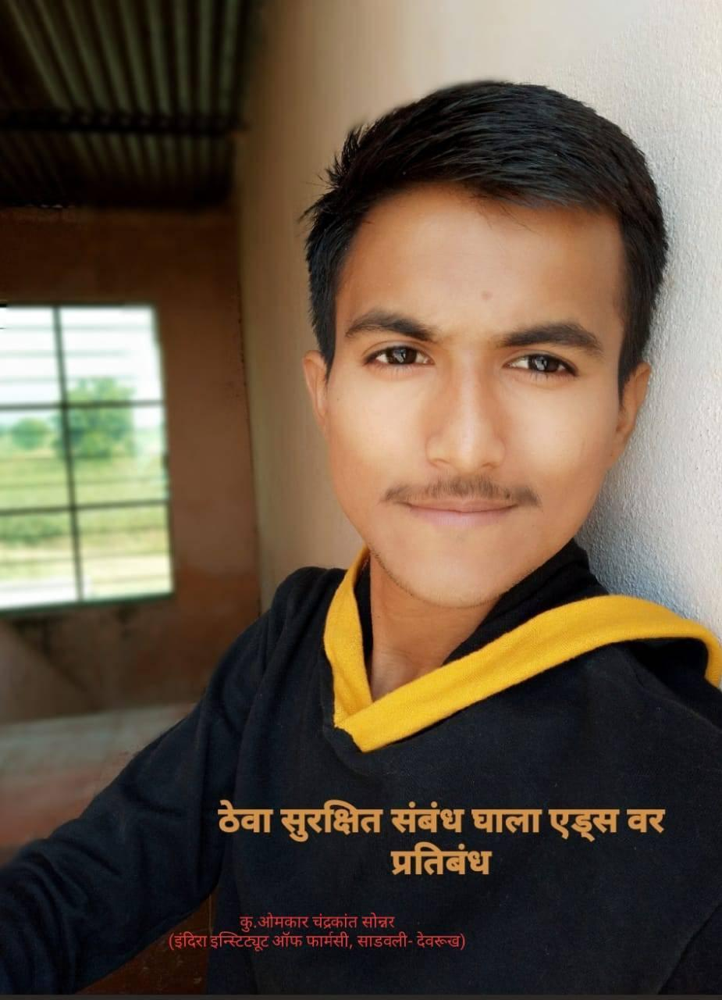 ठेवा सुरक्षित संबंध घाला एड्स वर
प्रतिबंध
कु.ओमकार चंद्रकांत सोन्नर
(इंदिरा इन्स्टिट्यूट ऑफ फार्मसी, साडवली- देवरूख)